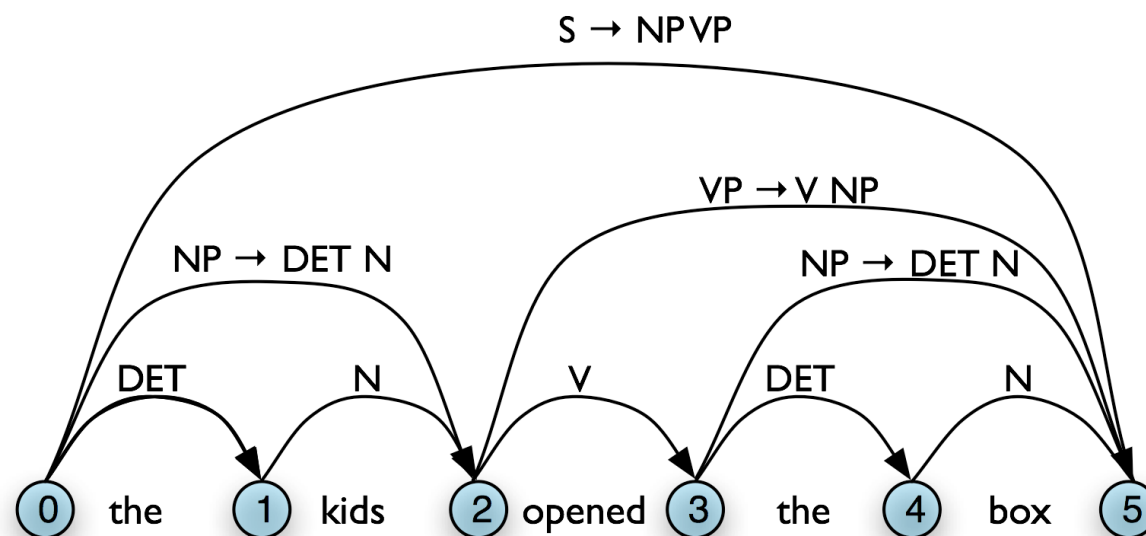 S → NP VP
VP → V NP
NP → DET N
NP → DET N
DET N V DET N
0 the 1 kids 2 opened 3 the 4 box 5